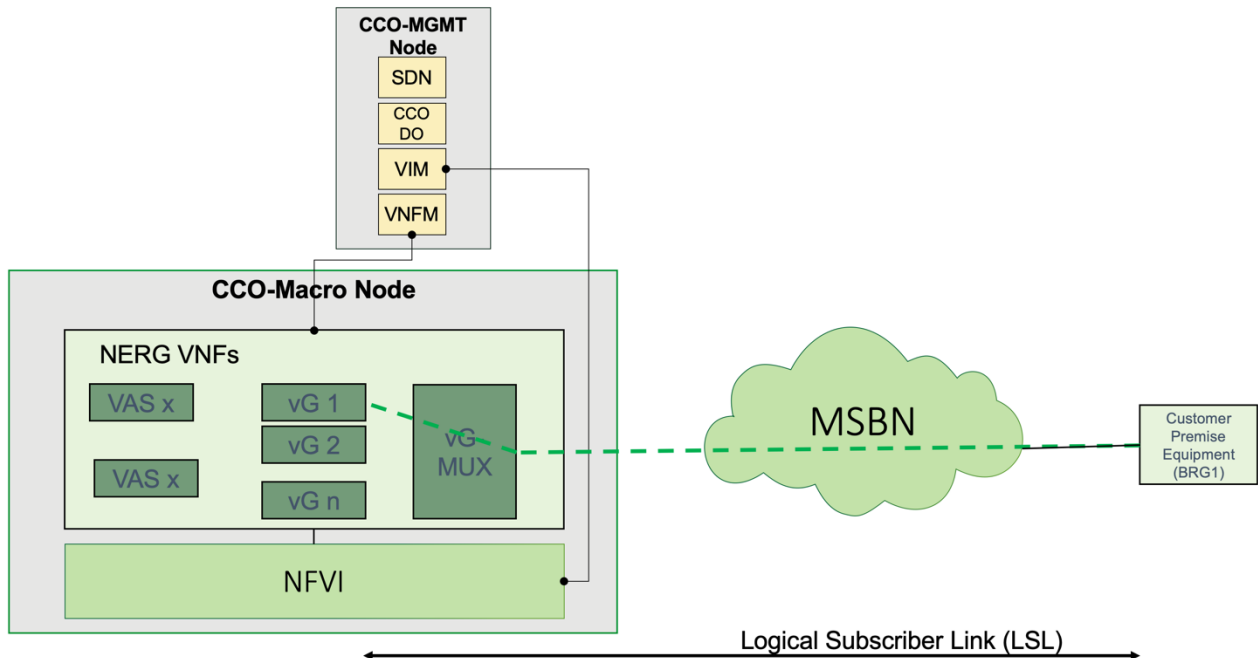 CCO-MGMT
Node
SDN
CCO
DO
VIM
VNFM
CCO-Macro Node
NERG VNFs
VAS x
VAS x
vG 1
vG 2
vG n
vG
MUX
NFVI
MSBN
Customer
Premise
Equipment
(BRG1)
Logical Subscriber Link (LSL)